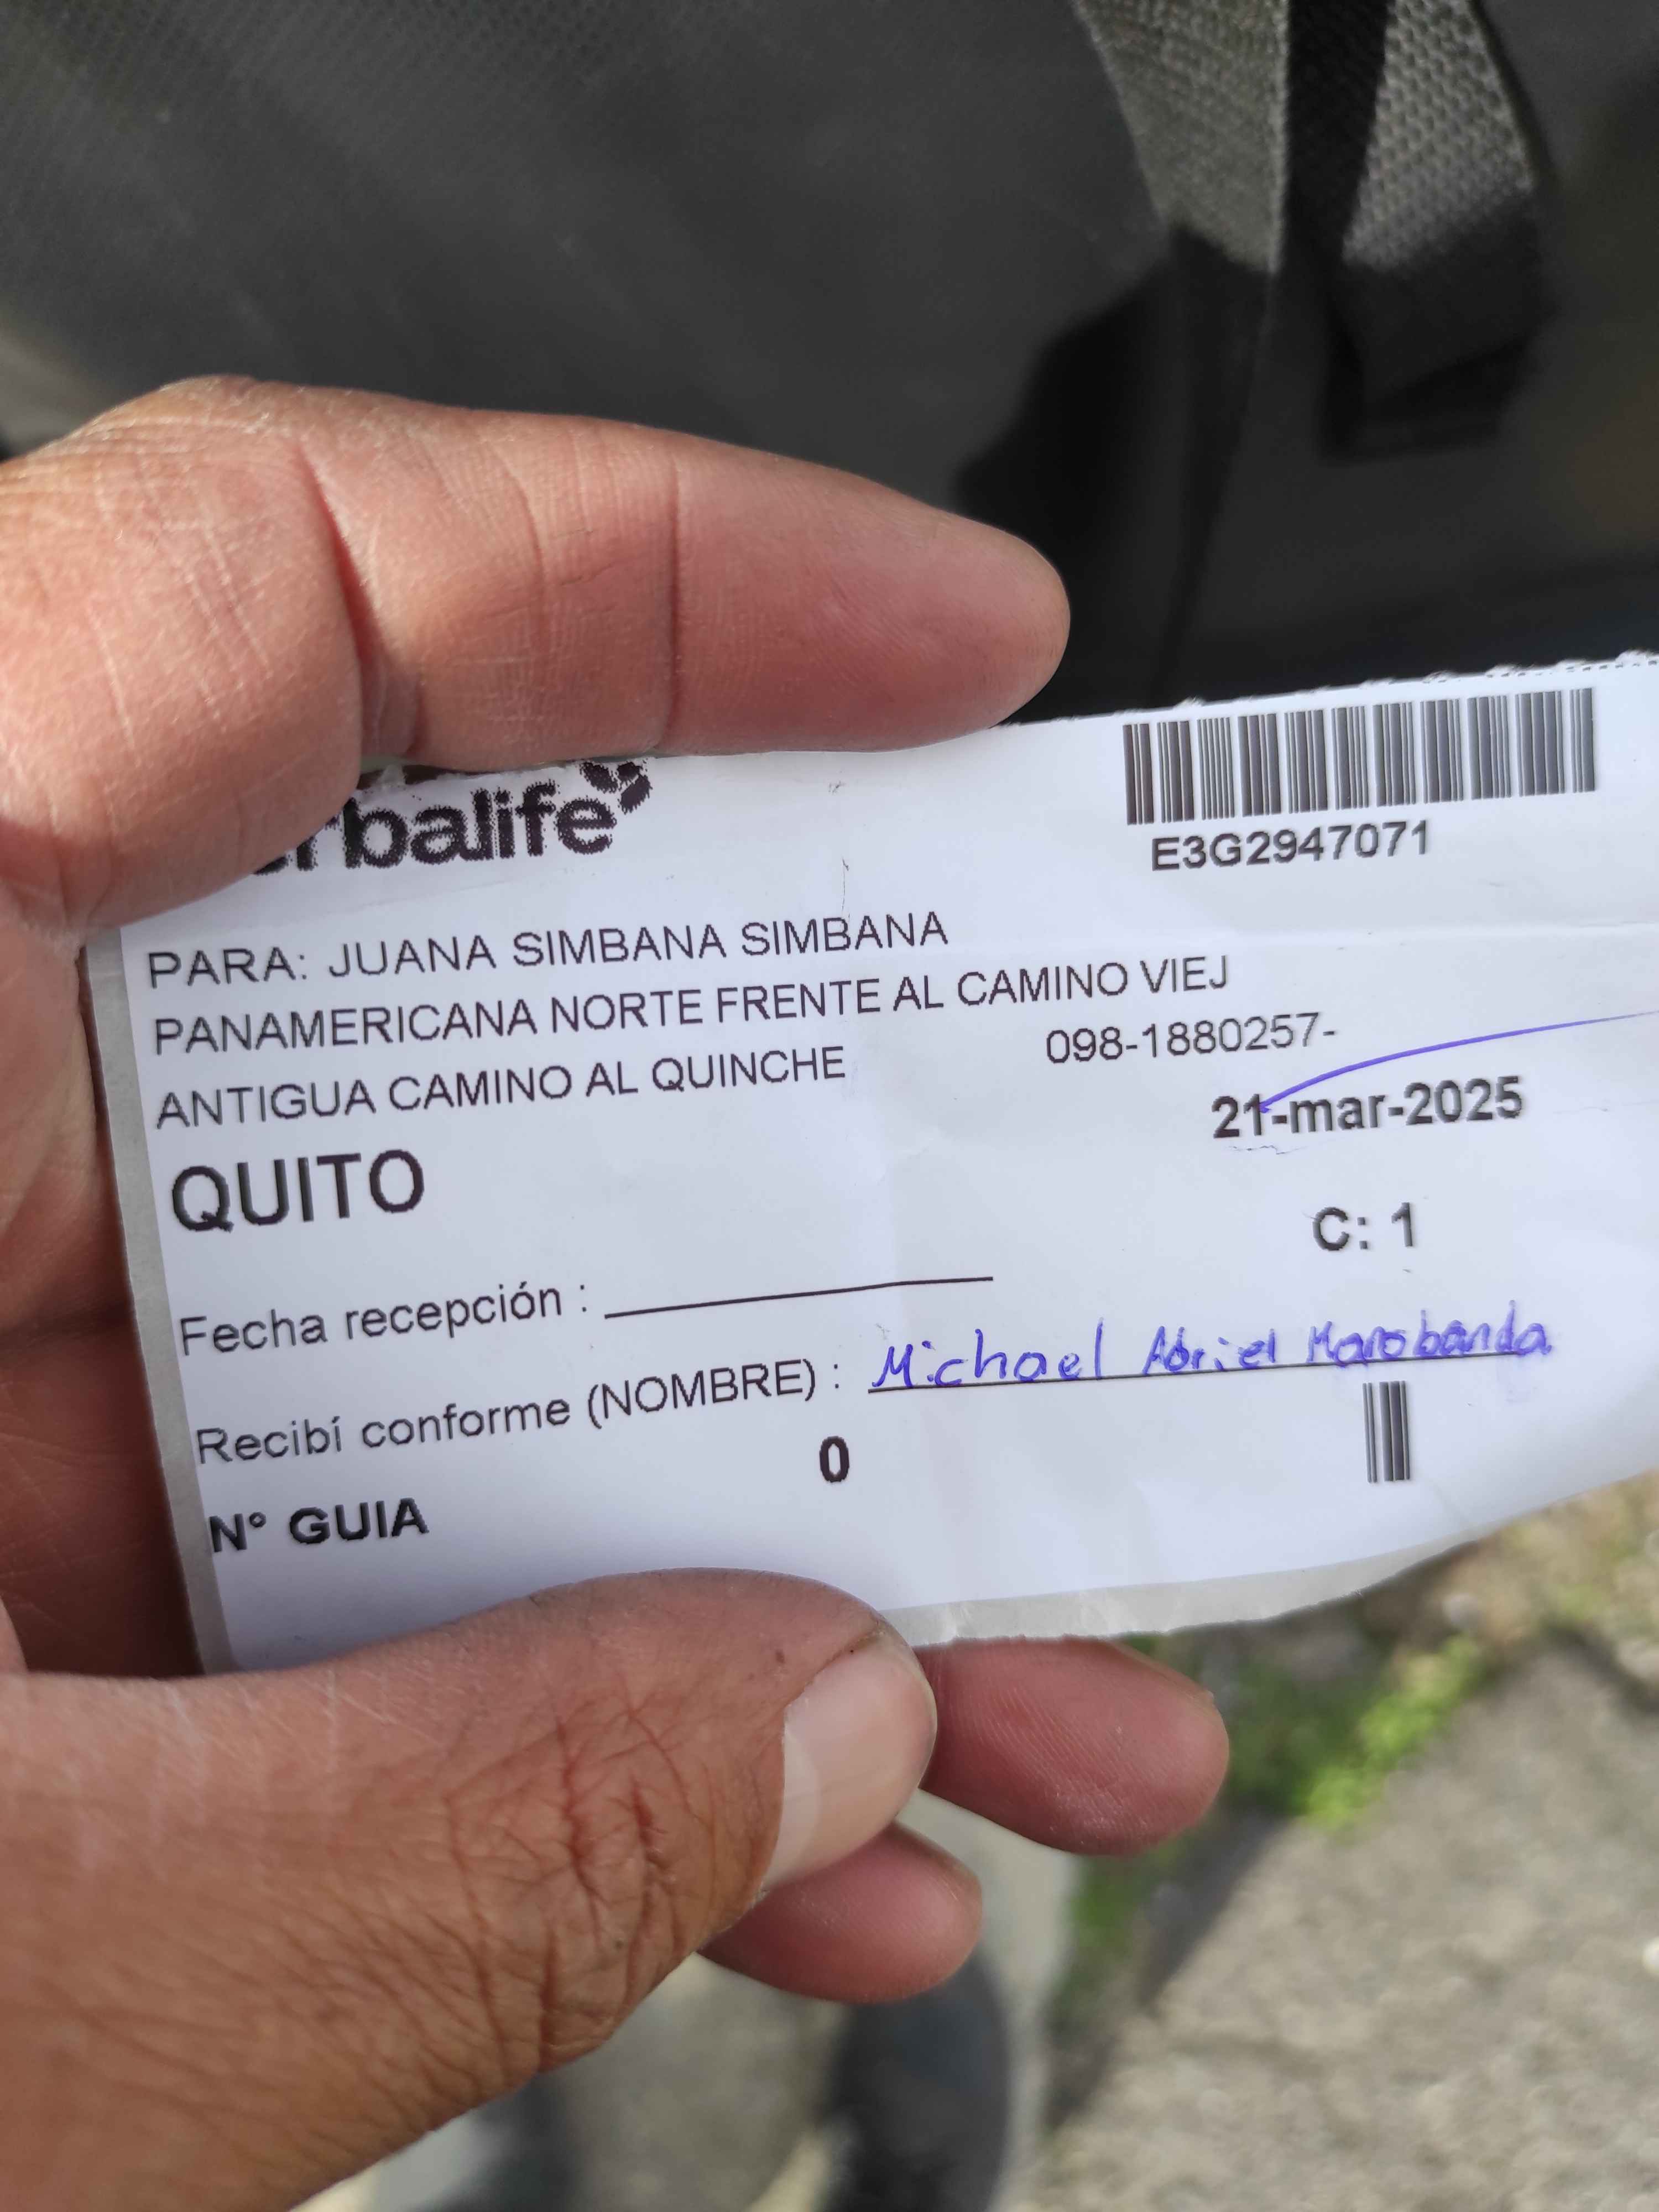 rbalife
E3G2947071
PARA: JUANA SIMBANA SIMBANA
PANAMERICANA NORTE FRENTE AL CAMINO VIEJ
ANTIGUA CAMINO AL QUINCHE 098-1880257-
21-mar-2025
QUITO
C: 1
Fecha recepción :
Recibí conforme (NOMBRE) : Michael Abriel
N° GUIA 0